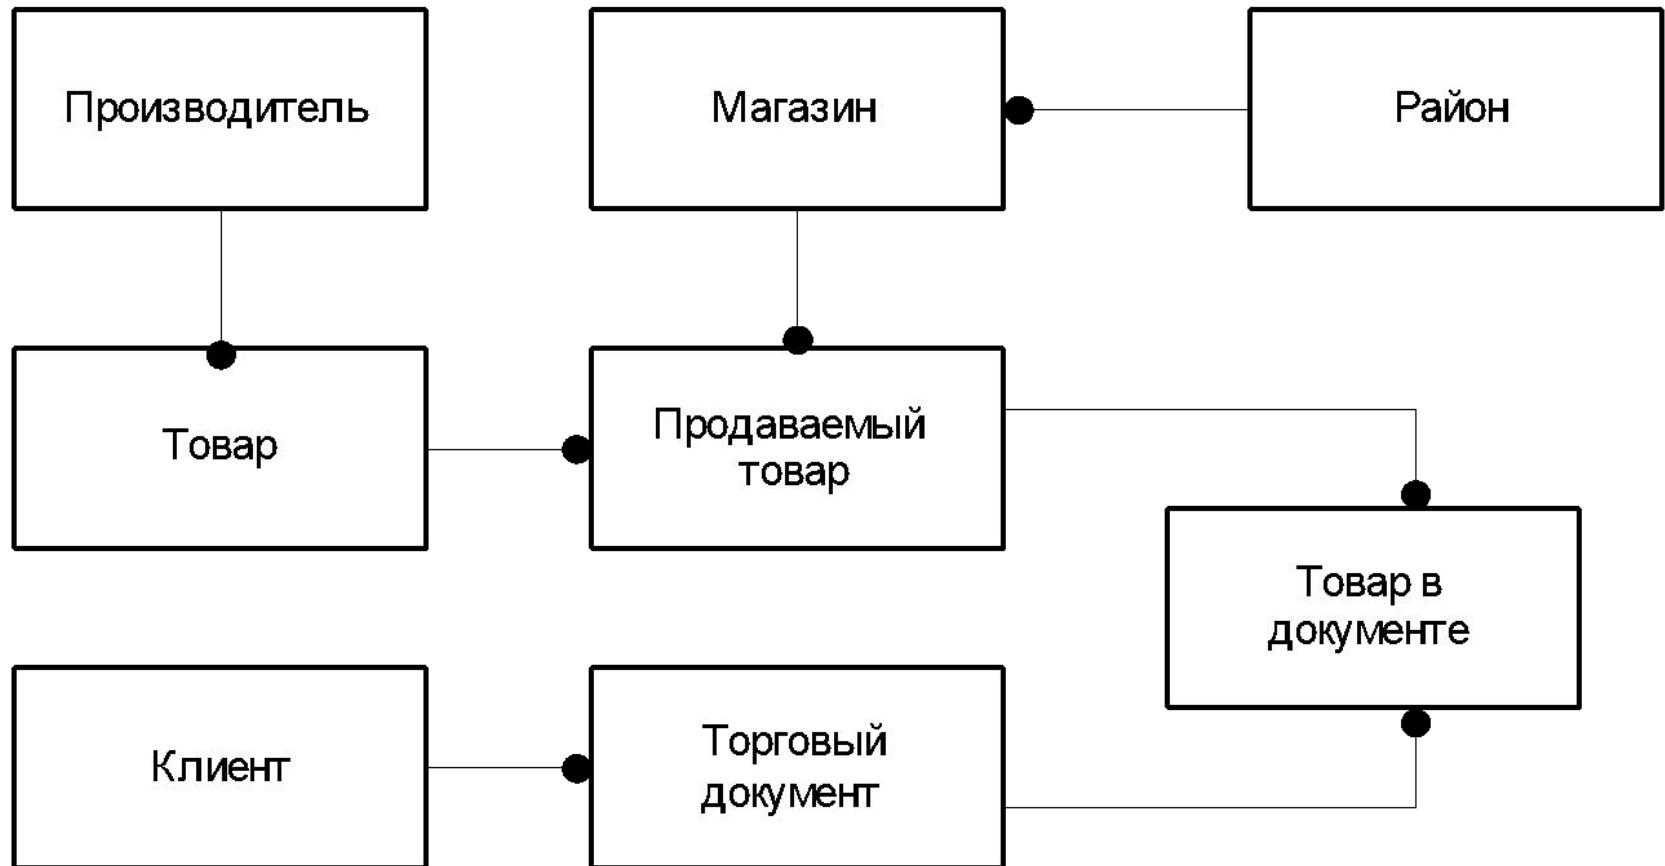 Производитель
Магазин
Район
Товар
Продаваемый
товар
Товар в
документе
Клиент
Торговый
документ